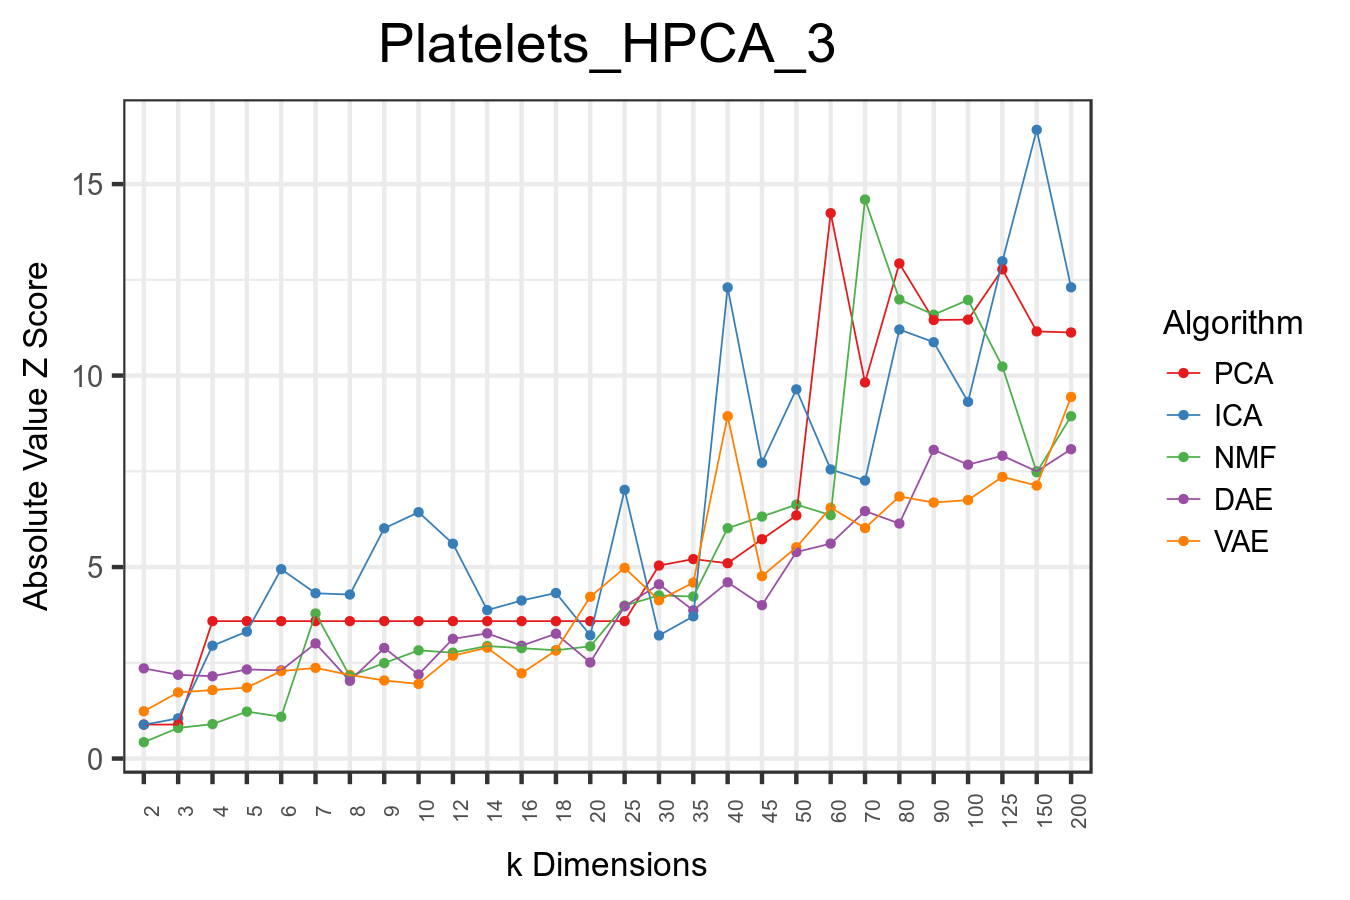 Platelets_HPCA_3
Absolute Value Z Score
15
10
5
0
2 3 4 5 6 7 8 9 10 12 14 16 18 20 25 30 35 40 45 50 60 70 80 90 100 125 150 200
k Dimensions
Algorithm
PCA
ICA
NMF
DAE
VAE